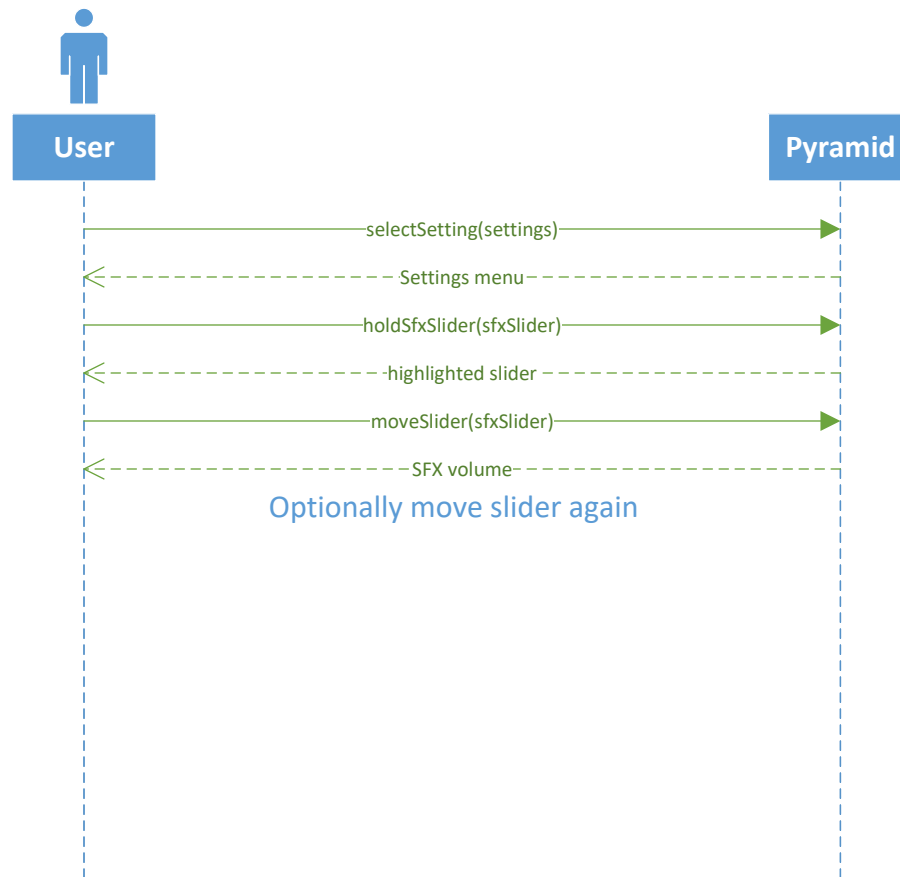 User
Pyramid
selectSetting(settings)
Settings menu
holdSfxSlider(sfxSlider)
highlighted slider
moveSlider(sfxSlider)
SFX volume
Optionally move slider again